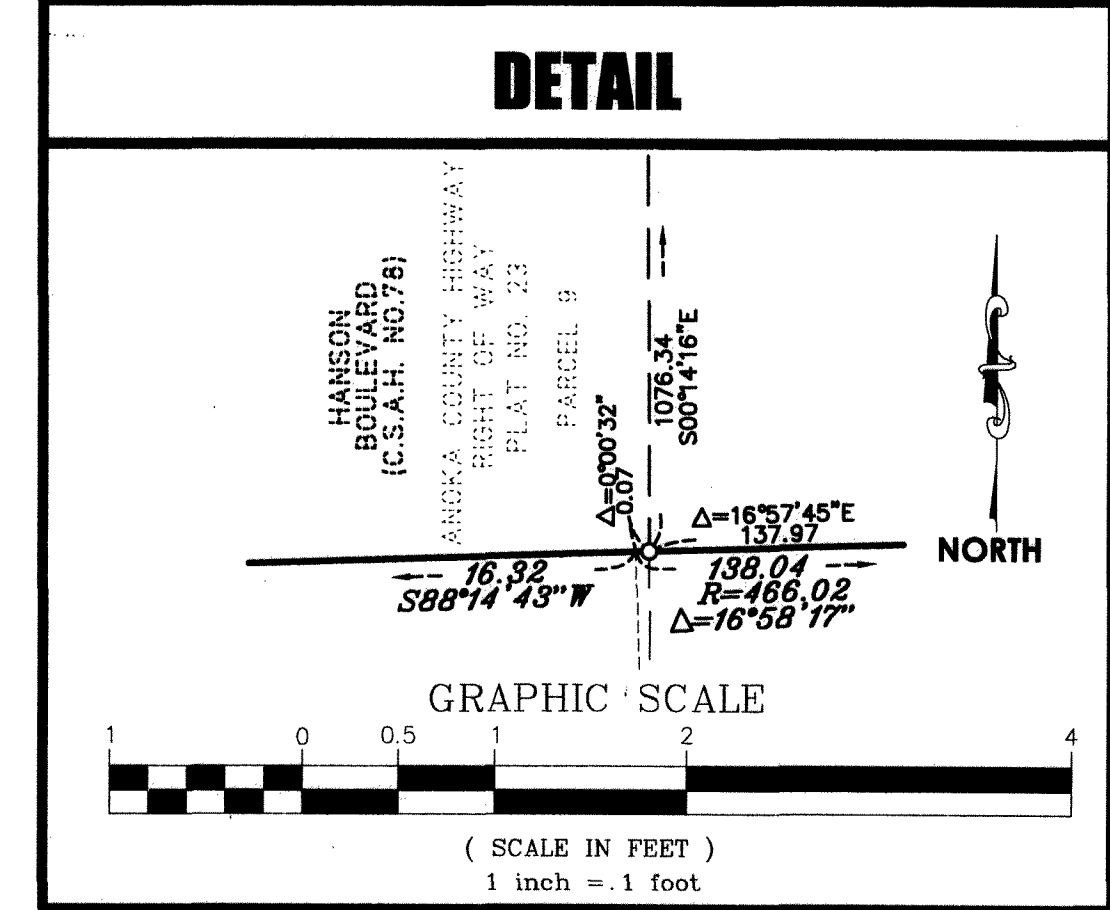 DETAIL
HANSON
BOULEVARD
(C.S.A.H. NO.78)
ANOKA COUNTY HIGHWAY
RIGHT OF WAY
PLAT NO. 23
PARCEL 9
Δ=0°00'32"
0.07
1076.34
S00°14'16"E
Δ=16°57'45"E
137.97
NORTH
16.32
S88°14'43"W
138.04
R=466.02
Δ=16°58'17"
GRAPHIC SCALE
1 0 0.5 1 2 4
( SCALE IN FEET )
1 inch =.1 foot